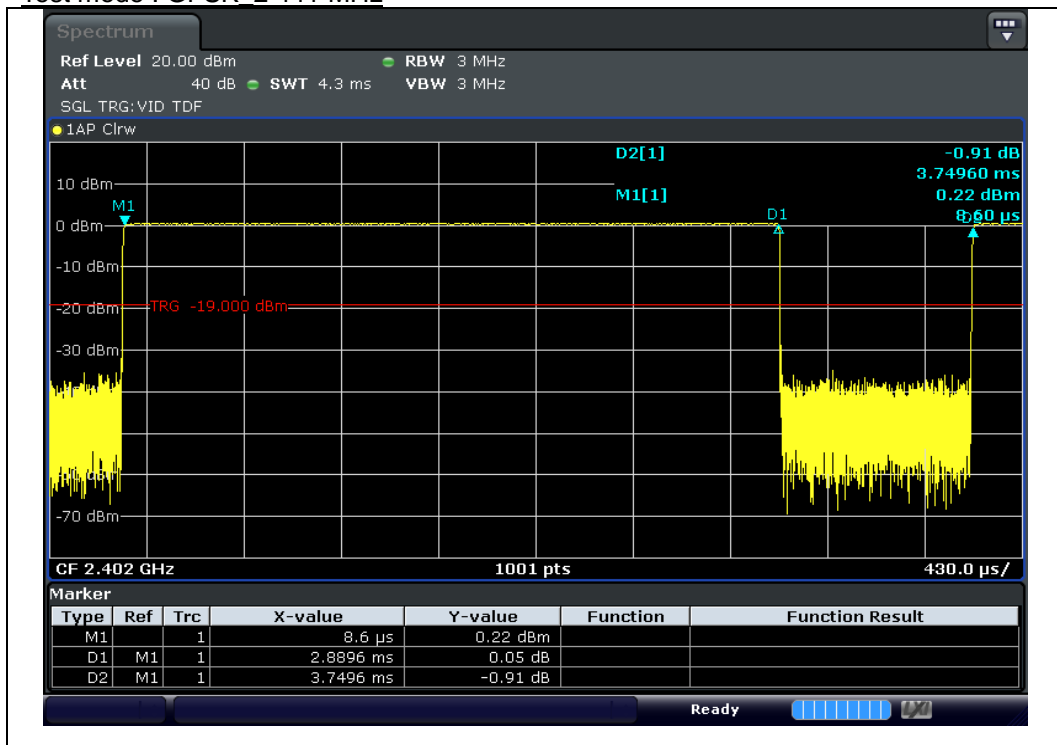 Spectrum
Ref Level 20.00 dBm RBW 3 MHz
Att 40 dB SWT 4.3 ms VBW 3 MHz
SGL TRG:VID TDF
1AP Clrw
D2[1] -0.91 dB
3.74960 ms
10 dBm
M1[1] 0.22 dBm
M1
D1
8.60 µs
0 dBm
-10 dBm
-20 dBm
TRG -19.000 dBm
-30 dBm
-70 dBm
CF 2.402 GHz 1001 pts 430.0 µs/
Marker
Type Ref Trc X-value Y-value Function Function Result
M1 1 8.6 µs 0.22 dBm
D1 M1 1 2.8896 ms 0.05 dB
D2 M1 1 3.7496 ms -0.91 dB
Ready
LXI